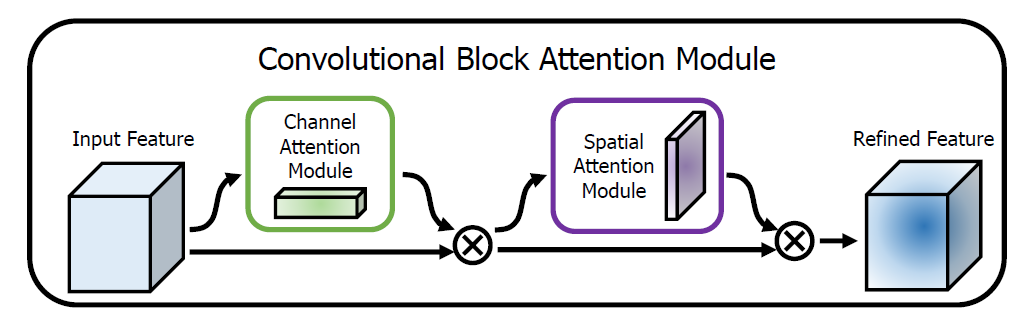 Convolutional Block Attention Module
Input Feature
Channel
Attention
Module
Spatial
Attention
Module
Refined Feature